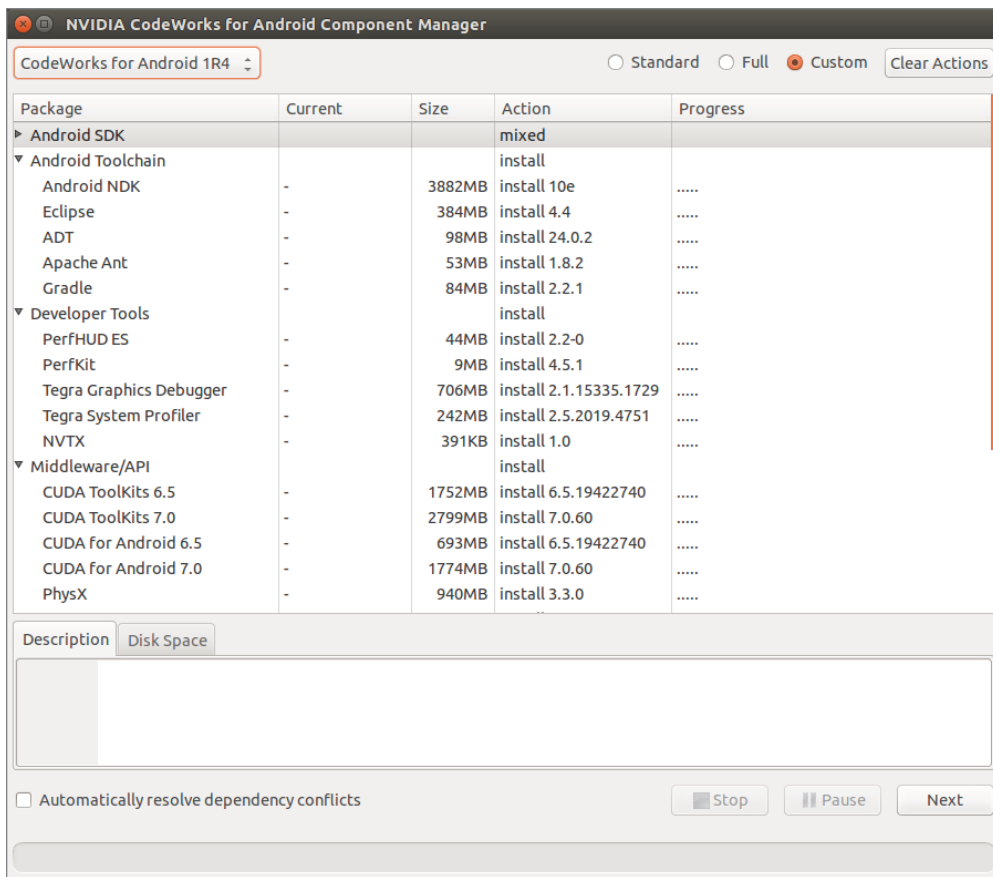 NVIDIA CodeWorks for Android Component Manager
CodeWorks for Android 1R4 Standard Full Custom Clear Actions
Package Current Size Action Progress
Android SDK mixed
Android Toolchain install
Android NDK - 3882MB install 10e .....
Eclipse - 384MB install 4.4 .....
ADT - 98MB install 24.0.2 .....
Apache Ant - 53MB install 1.8.2 .....
Gradle - 84MB install 2.2.1 .....
Developer Tools install
PerfHUD ES - 44MB install 2.2-0 .....
PerfKit - 9MB install 4.5.1 .....
Tegra Graphics Debugger - 706MB install 2.1.15335.1729 .....
Tegra System Profiler - 242MB install 2.5.2019.4751 .....
NVTX - 391KB install 1.0 .....
Middleware/API install
CUDA ToolKits 6.5 - 1752MB install 6.5.19422740 .....
CUDA ToolKits 7.0 - 2799MB install 7.0.60 .....
CUDA for Android 6.5 - 693MB install 6.5.19422740 .....
CUDA for Android 7.0 - 1774MB install 7.0.60 .....
PhysX - 940MB install 3.3.0 .....
Description Disk Space
Automatically resolve dependency conflicts Stop Pause Next